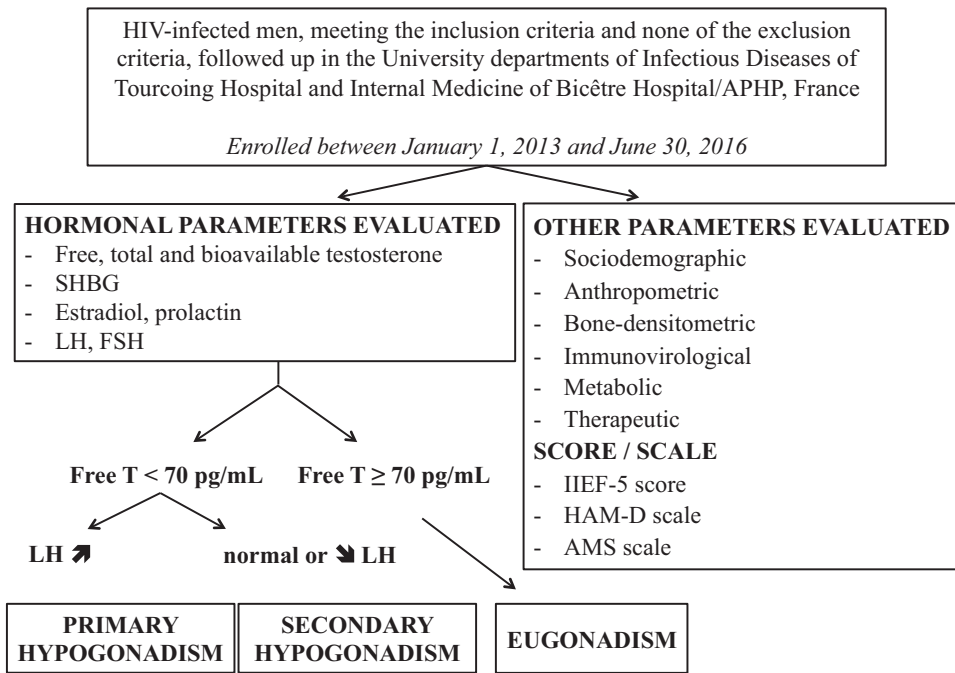 HIV-infected men, meeting the inclusion criteria and none of the exclusion
criteria, followed up in the University departments of Infectious Diseases of
Tourcoing Hospital and Internal Medicine of Bicêtre Hospital/APHP, France
Enrolled between January 1, 2013 and June 30, 2016
HORMONAL PARAMETERS EVALUATED
- Free, total and bioavailable testosterone
- SHBG
- Estradiol, prolactin
- LH, FSH
OTHER PARAMETERS EVALUATED
- Sociodemographic
- Anthropometric
- Bone-densitometric
- Immunovirological
- Metabolic
- Therapeutic
SCORE / SCALE
- IIEF-5 score
- HAM-D scale
- AMS scale
Free T < 70 pg/mL
Free T ≥ 70 pg/mL
LH ⬈
normal or ⬊ LH
PRIMARY
HYPOGONADISM
SECONDARY
HYPOGONADISM
EUGONADISM